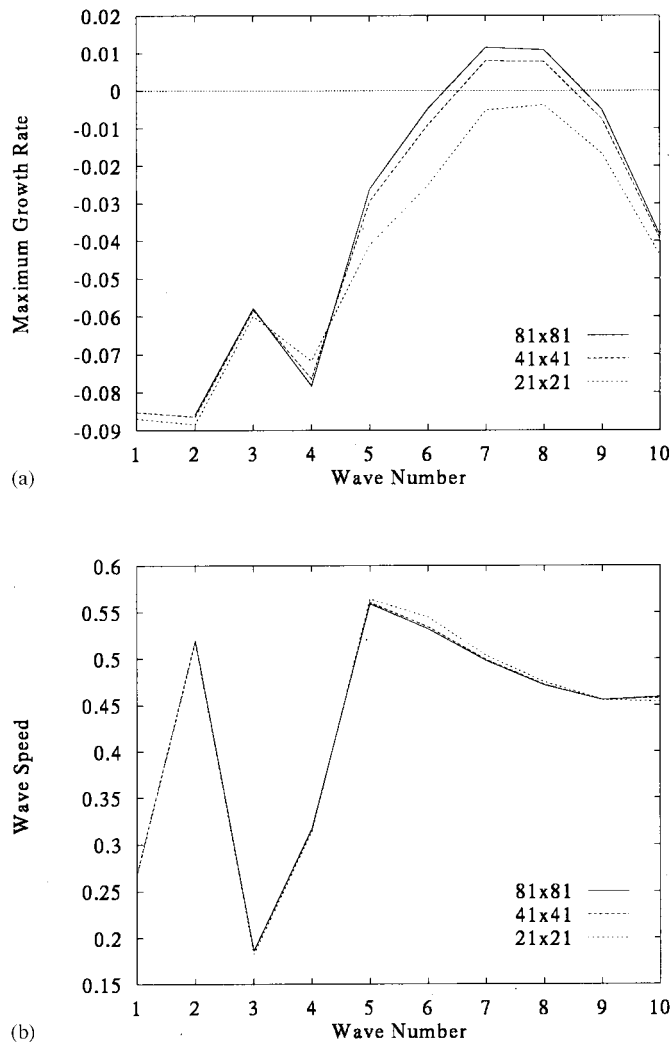 0.02
0.01
0
-0.01
-0.02
-0.03
-0.04
-0.05
-0.06
-0.07
-0.08
-0.09
Maximum Growth Rate
81x81
41x41
21x21
1 2 3 4 5 6 7 8 9 10
Wave Number
(a)
0.6
0.55
0.5
0.45
0.4
0.35
0.3
0.25
0.2
0.15
Wave Speed
81x81
41x41
21x21
1 2 3 4 5 6 7 8 9 10
Wave Number
(b)